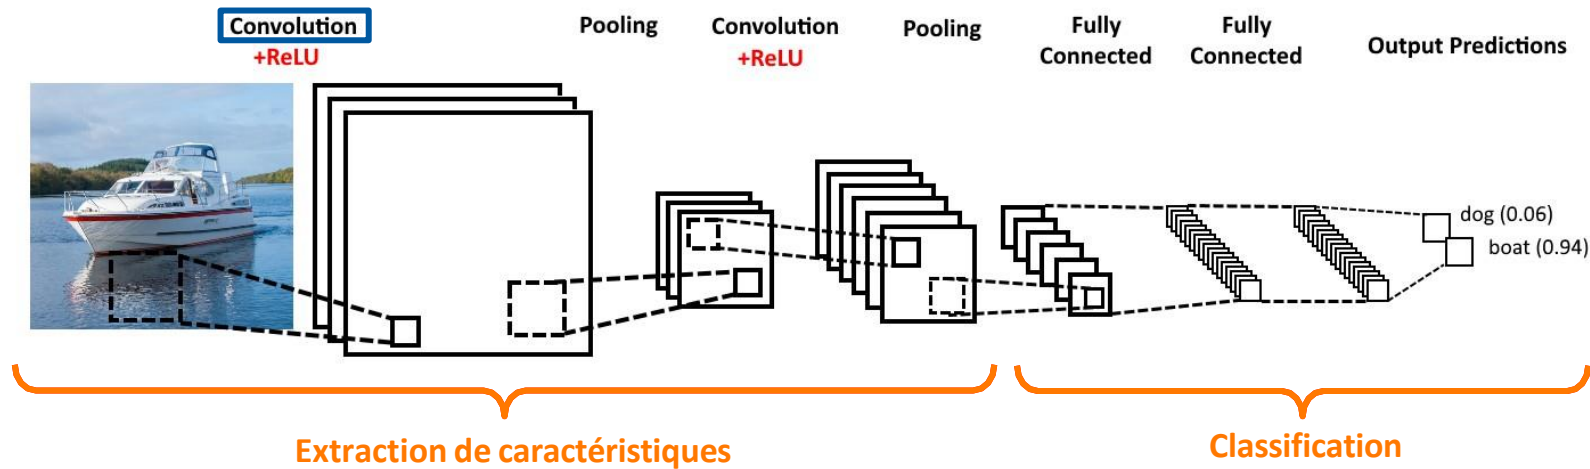 Convolution
+ReLU
Pooling
Convolution
+ReLU
Pooling
Fully
Connected
Fully
Connected
Output Predictions
dog (0.06)
boat (0.94)
Extraction de caractéristiques
Classification